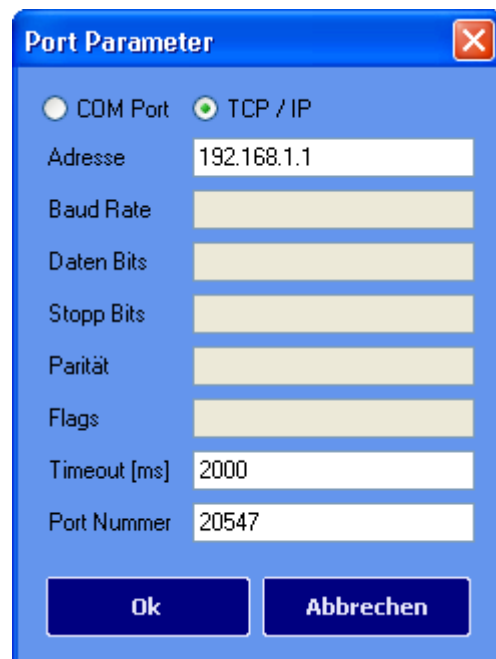 Port Parameter
COM Port TCP / IP
Adresse 192.168.1.1
Baud Rate
Daten Bits
Stopp Bits
Parität
Flags
Timeout [ms] 2000
Port Nummer 20547
Ok Abbrechen